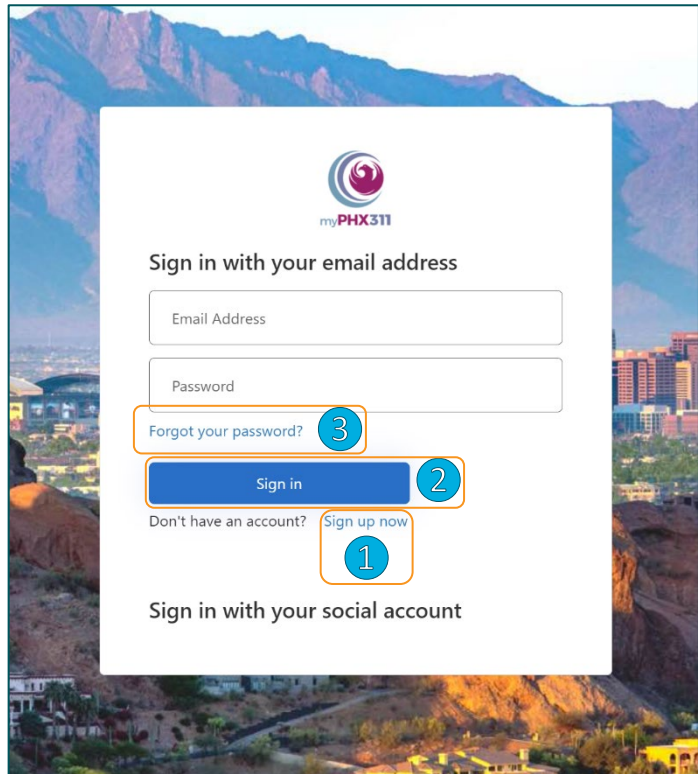 myPHX311
Sign in with your email address
Email Address
Password
Forgot your password? 3
Sign in 2
Don't have an account? Sign up now
1
Sign in with your social account